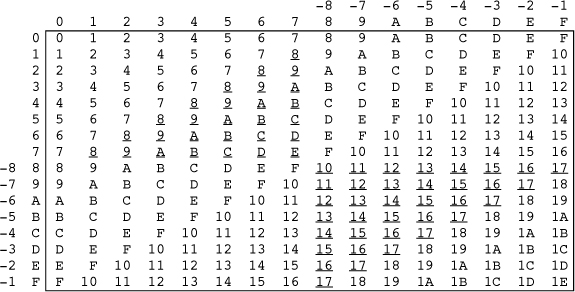 -8 -7 -6 -5 -4 -3 -2 -1
0 1 2 3 4 5 6 7 8 9 A B C D E F
0 0 1 2 3 4 5 6 7 8 9 A B C D E F
1 1 2 3 4 5 6 7 8 9 A B C D E F 10
2 2 3 4 5 6 7 8 9 A B C D E F 10 11
3 3 4 5 6 7 8 9 A B C D E F 10 11 12
4 4 5 6 7 8 9 A B C D E F 10 11 12 13
5 5 6 7 8 9 A B C D E F 10 11 12 13 14
6 6 7 8 9 A B C D E F 10 11 12 13 14 15
7 7 8 9 A B C D E F 10 11 12 13 14 15 16
-8 8 8 9 A B C D E F 10 11 12 13 14 15 16 17
-7 9 9 A B C D E F 10 11 12 13 14 15 16 17 18
-6 A A B C D E F 10 11 12 13 14 15 16 17 18 19
-5 B B C D E F 10 11 12 13 14 15 16 17 18 19 1A
-4 C C D E F 10 11 12 13 14 15 16 17 18 19 1A 1B
-3 D D E F 10 11 12 13 14 15 16 17 18 19 1A 1B 1C
-2 E E F 10 11 12 13 14 15 16 17 18 19 1A 1B 1C 1D
-1 F F 10 11 12 13 14 15 16 17 18 19 1A 1B 1C 1D 1E